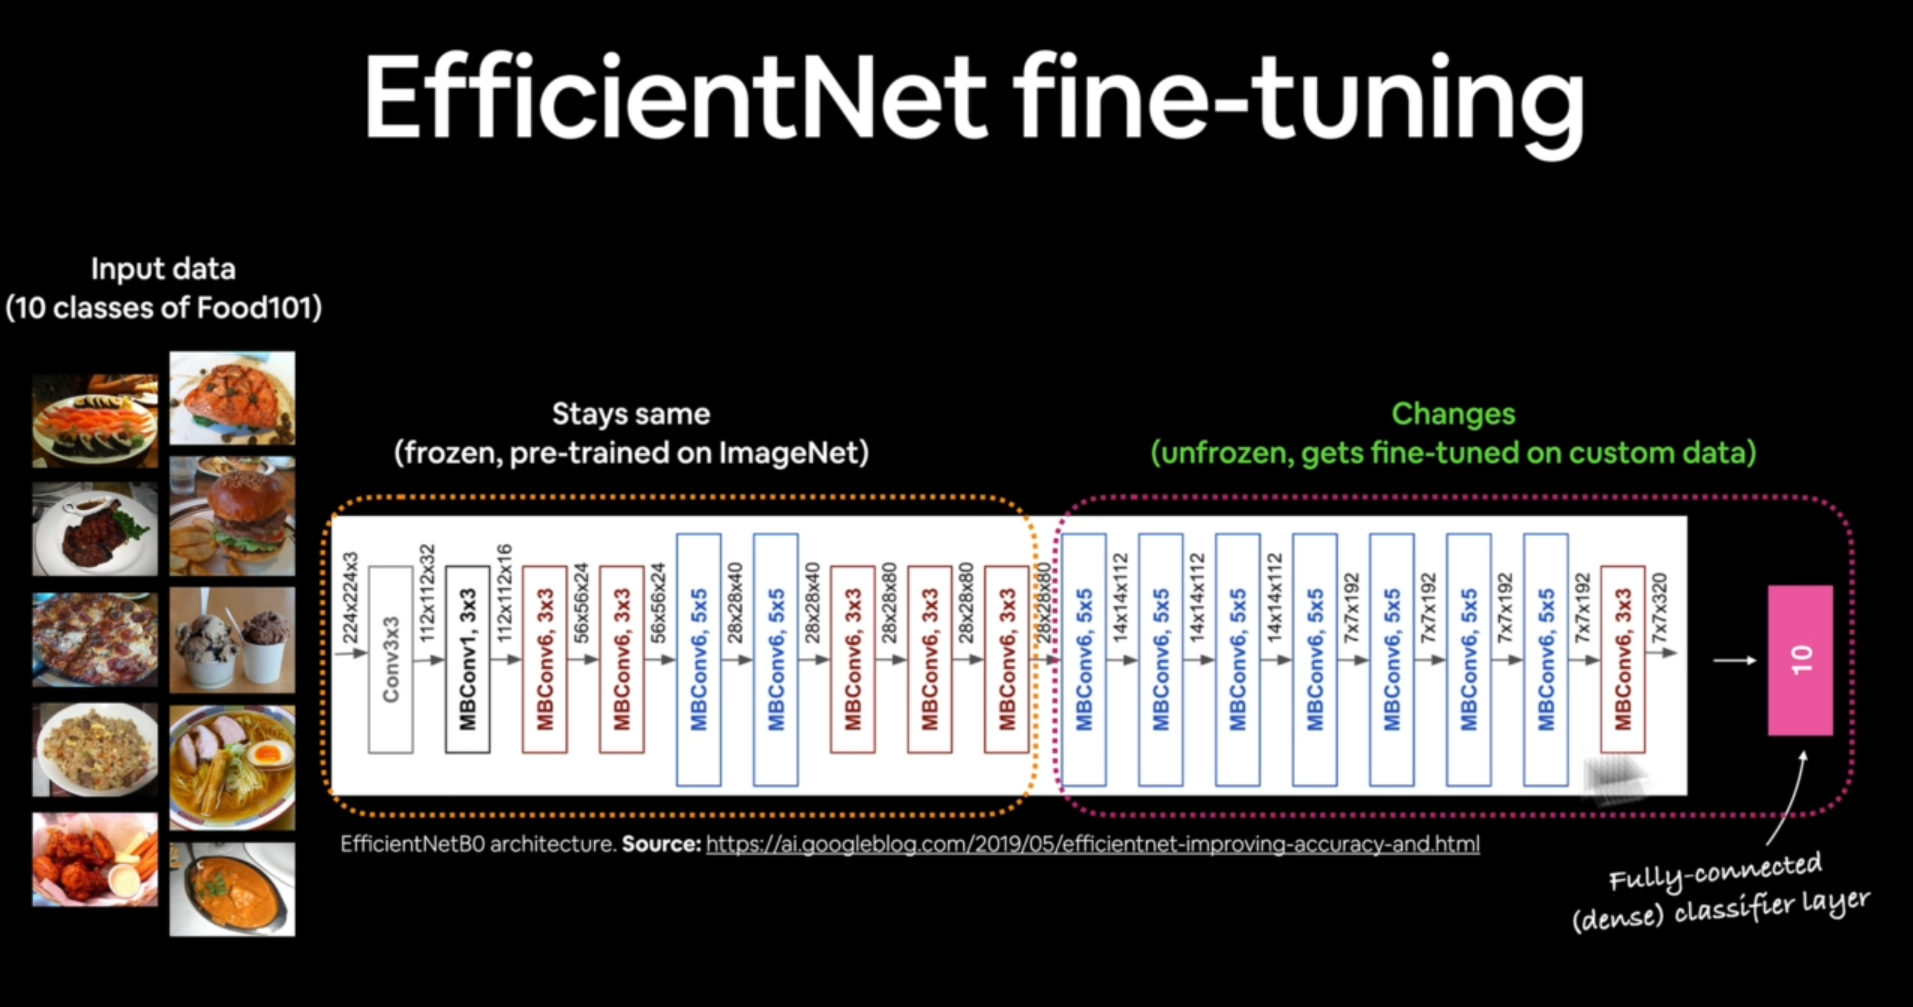 EfficientNet fine-tuning
Input data
(10 classes of Food101)
Stays same
(frozen, pre-trained on ImageNet)
Changes
(unfrozen, gets fine-tuned on custom data)
224x224x3
Conv3x3
112x112x32
MBConv1, 3x3
112x112x16
MBConv6, 3x3
56x56x24
MBConv6, 3x3
56x56x24
MBConv6, 5x5
28x28x40
MBConv6, 5x5
28x28x40
MBConv6, 3x3
28x28x80
MBConv6, 3x3
28x28x80
MBConv6, 3x3
28x28x80
MBConv6, 5x5
14x14x112
MBConv6, 5x5
14x14x112
MBConv6, 5x5
14x14x112
MBConv6, 5x5
7x7x192
MBConv6, 5x5
7x7x192
MBConv6, 5x5
7x7x192
MBConv6, 5x5
7x7x192
MBConv6, 3x3
7x7x320
10
EfficientNetB0 architecture. Source: https://ai.googleblog.com/2019/05/efficientnet-improving-accuracy-and.html
Fully-connected
(dense) classifier layer